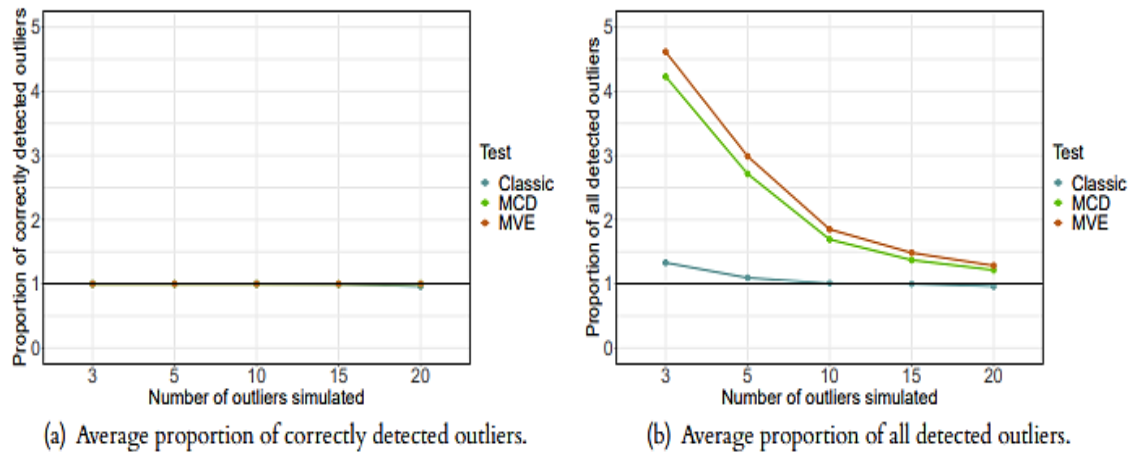 Proportion of correctly detected outliers
5
4
3
2
1
0
3 5 10 15 20
Number of outliers simulated
Test
Classic
MCD
MVE
(a) Average proportion of correctly detected outliers.
Proportion of all detected outliers
5
4
3
2
1
0
3 5 10 15 20
Number of outliers simulated
Test
Classic
MCD
MVE
(b) Average proportion of all detected outliers.